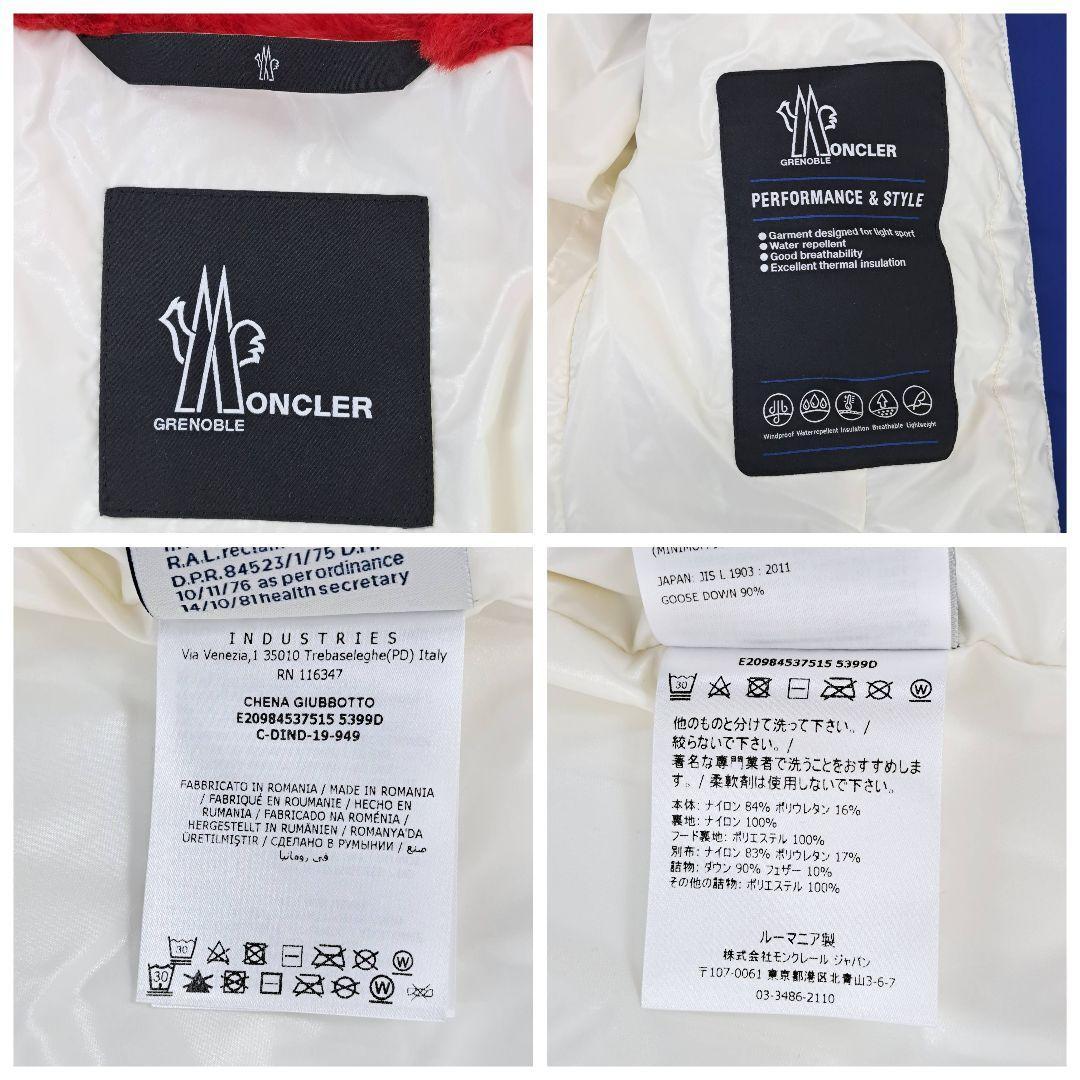 MONCLER
GRENOBLE
MONCLER
GRENOBLE
PERFORMANCE & STYLE
● Garment designed for light sport
● Water repellent
● Good breathability
● Excellent thermal insulation
Windproof Water repellent Insulation Breathable Lightweight
D.P.R. 84523/1/75 D.
10/11/76 as per ordinance
14/10/81 health secretary
INDUSTRIES
Via Venezia,1 35010 Trebaseleghe(PD) Italy
RN 116347
CHENA GIUBBOTTO
E20984537515 5399D
C-DIND-19-949
FABBRICATO IN ROMANIA / MADE IN ROMANIA
/ FABRIQUÉ EN ROUMANIE / HECHO EN
RUMANIA / FABRICADO NA ROMÉNIA /
HERGESTELLT IN RUMÄNIEN / ROMANYA'DA
ÜRETILMIŞTIR / СДЕЛАНО В РУМЫНИИ / صنع
في رومانيا
30
30
W
W
JAPAN: JIS L 1903 : 2011
GOOSE DOWN 90%
E20984537515 5399D
30
W
他のものと分けて洗って下さい。/
絞らないで下さい。/
著名な専門業者で洗うことをおすすめしま
す。/ 柔軟剤は使用しないで下さい。
本体: ナイロン 84% ポリウレタン 16%
裏地: ナイロン 100%
フード裏地: ポリエステル 100%
別布: ナイロン 83% ポリウレタン 17%
詰物: ダウン 90% フェザー 10%
その他の詰物: ポリエステル 100%
ルーマニア製
株式会社モンクレール ジャパン
〒107-0061 東京都港区北青山3-6-7
03-3486-2110